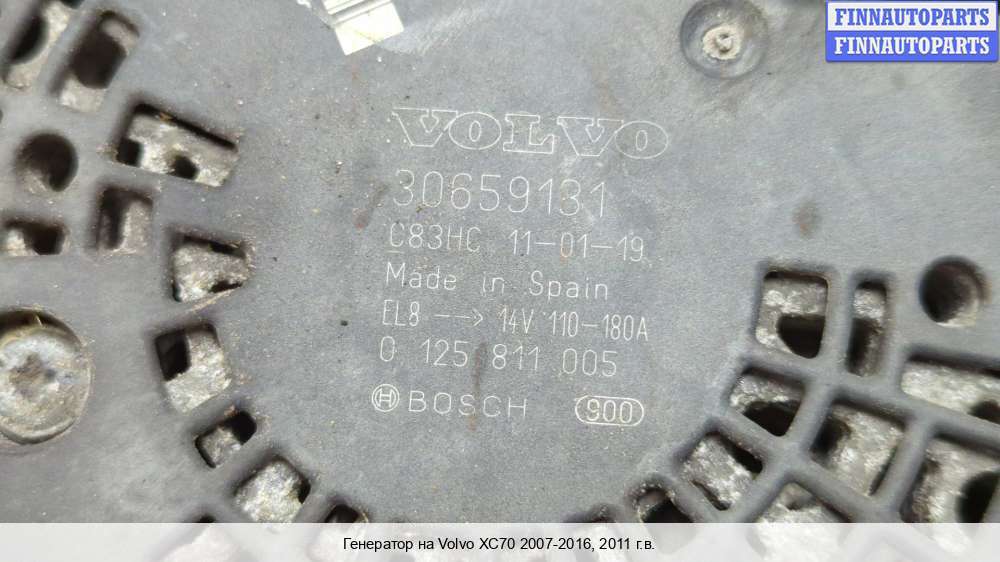 FINNAUTOPARTS
FINNAUTOPARTS
VOLVO
30659131
C83HC 11-01-19
Made in Spain
EL8 --> 14V 110-180A
0 125 811 005
BOSCH 900
Генератор на Volvo XC70 2007-2016, 2011 г.в.